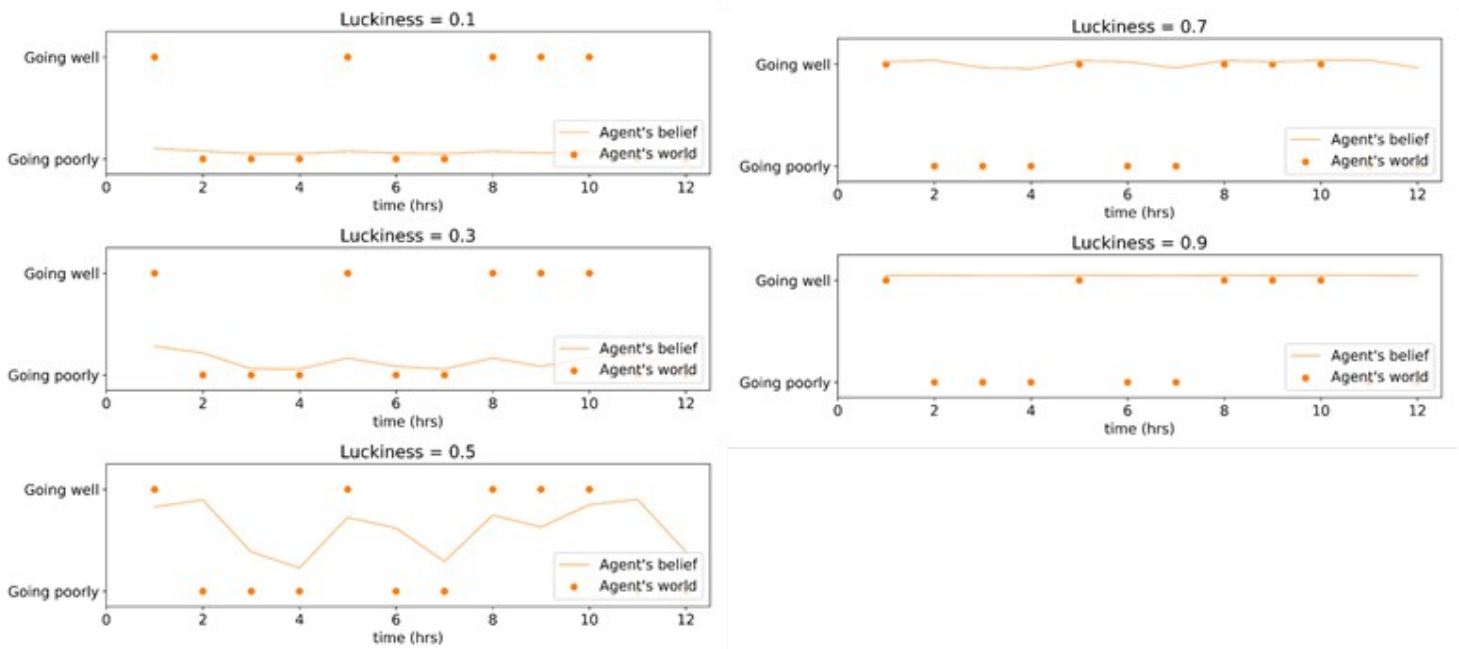 Luckiness = 0.1
Going well
Going poorly
Agent's belief
Agent's world
0 2 4 6 8 10 12
time (hrs)
Luckiness = 0.3
Going well
Going poorly
Agent's belief
Agent's world
0 2 4 6 8 10 12
time (hrs)
Luckiness = 0.5
Going well
Going poorly
Agent's belief
Agent's world
0 2 4 6 8 10 12
time (hrs)
Luckiness = 0.7
Going well
Going poorly
Agent's belief
Agent's world
0 2 4 6 8 10 12
time (hrs)
Luckiness = 0.9
Going well
Going poorly
Agent's belief
Agent's world
0 2 4 6 8 10 12
time (hrs)